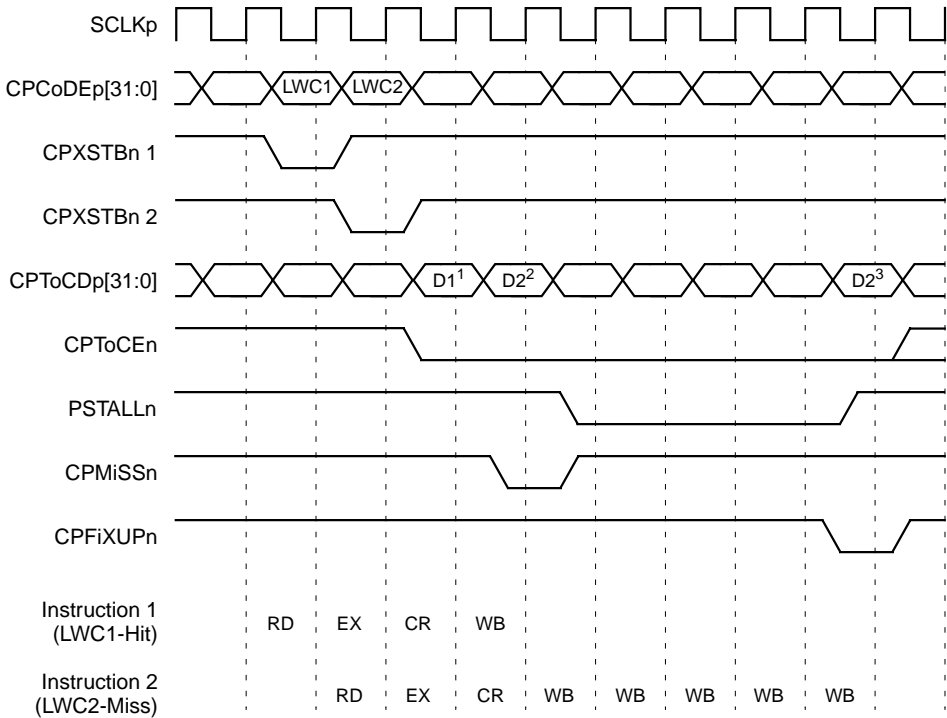 SCLKp
CPCoDEp[31:0]
LWC1 LWC2
CPXSTBn 1
CPXSTBn 2
CPToCDp[31:0]
D1¹ D2² D2³
CPToCEn
PSTALLn
CPMiSSn
CPFiXUPn
Instruction 1
(LWC1-Hit)
RD EX CR WB
Instruction 2
(LWC2-Miss)
RD EX CR WB WB WB WB WB